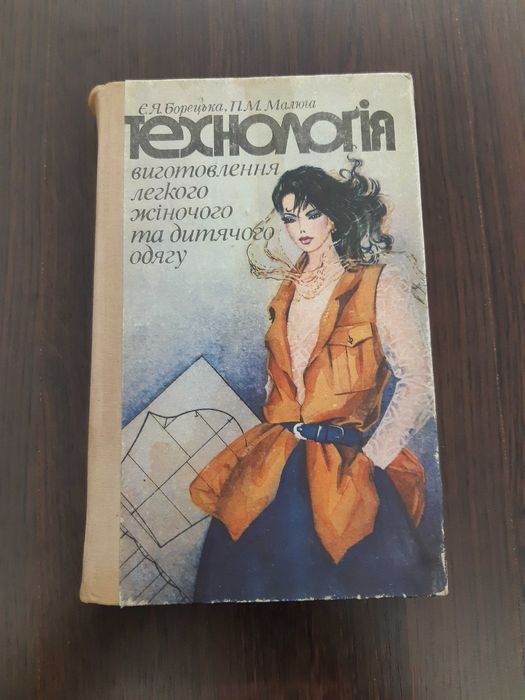 Є.Я.Борецька, П.М.Малюга
ТЕХНОЛОГІЯ
виготовлення
легкого
жіночого
та дитячого
одягу